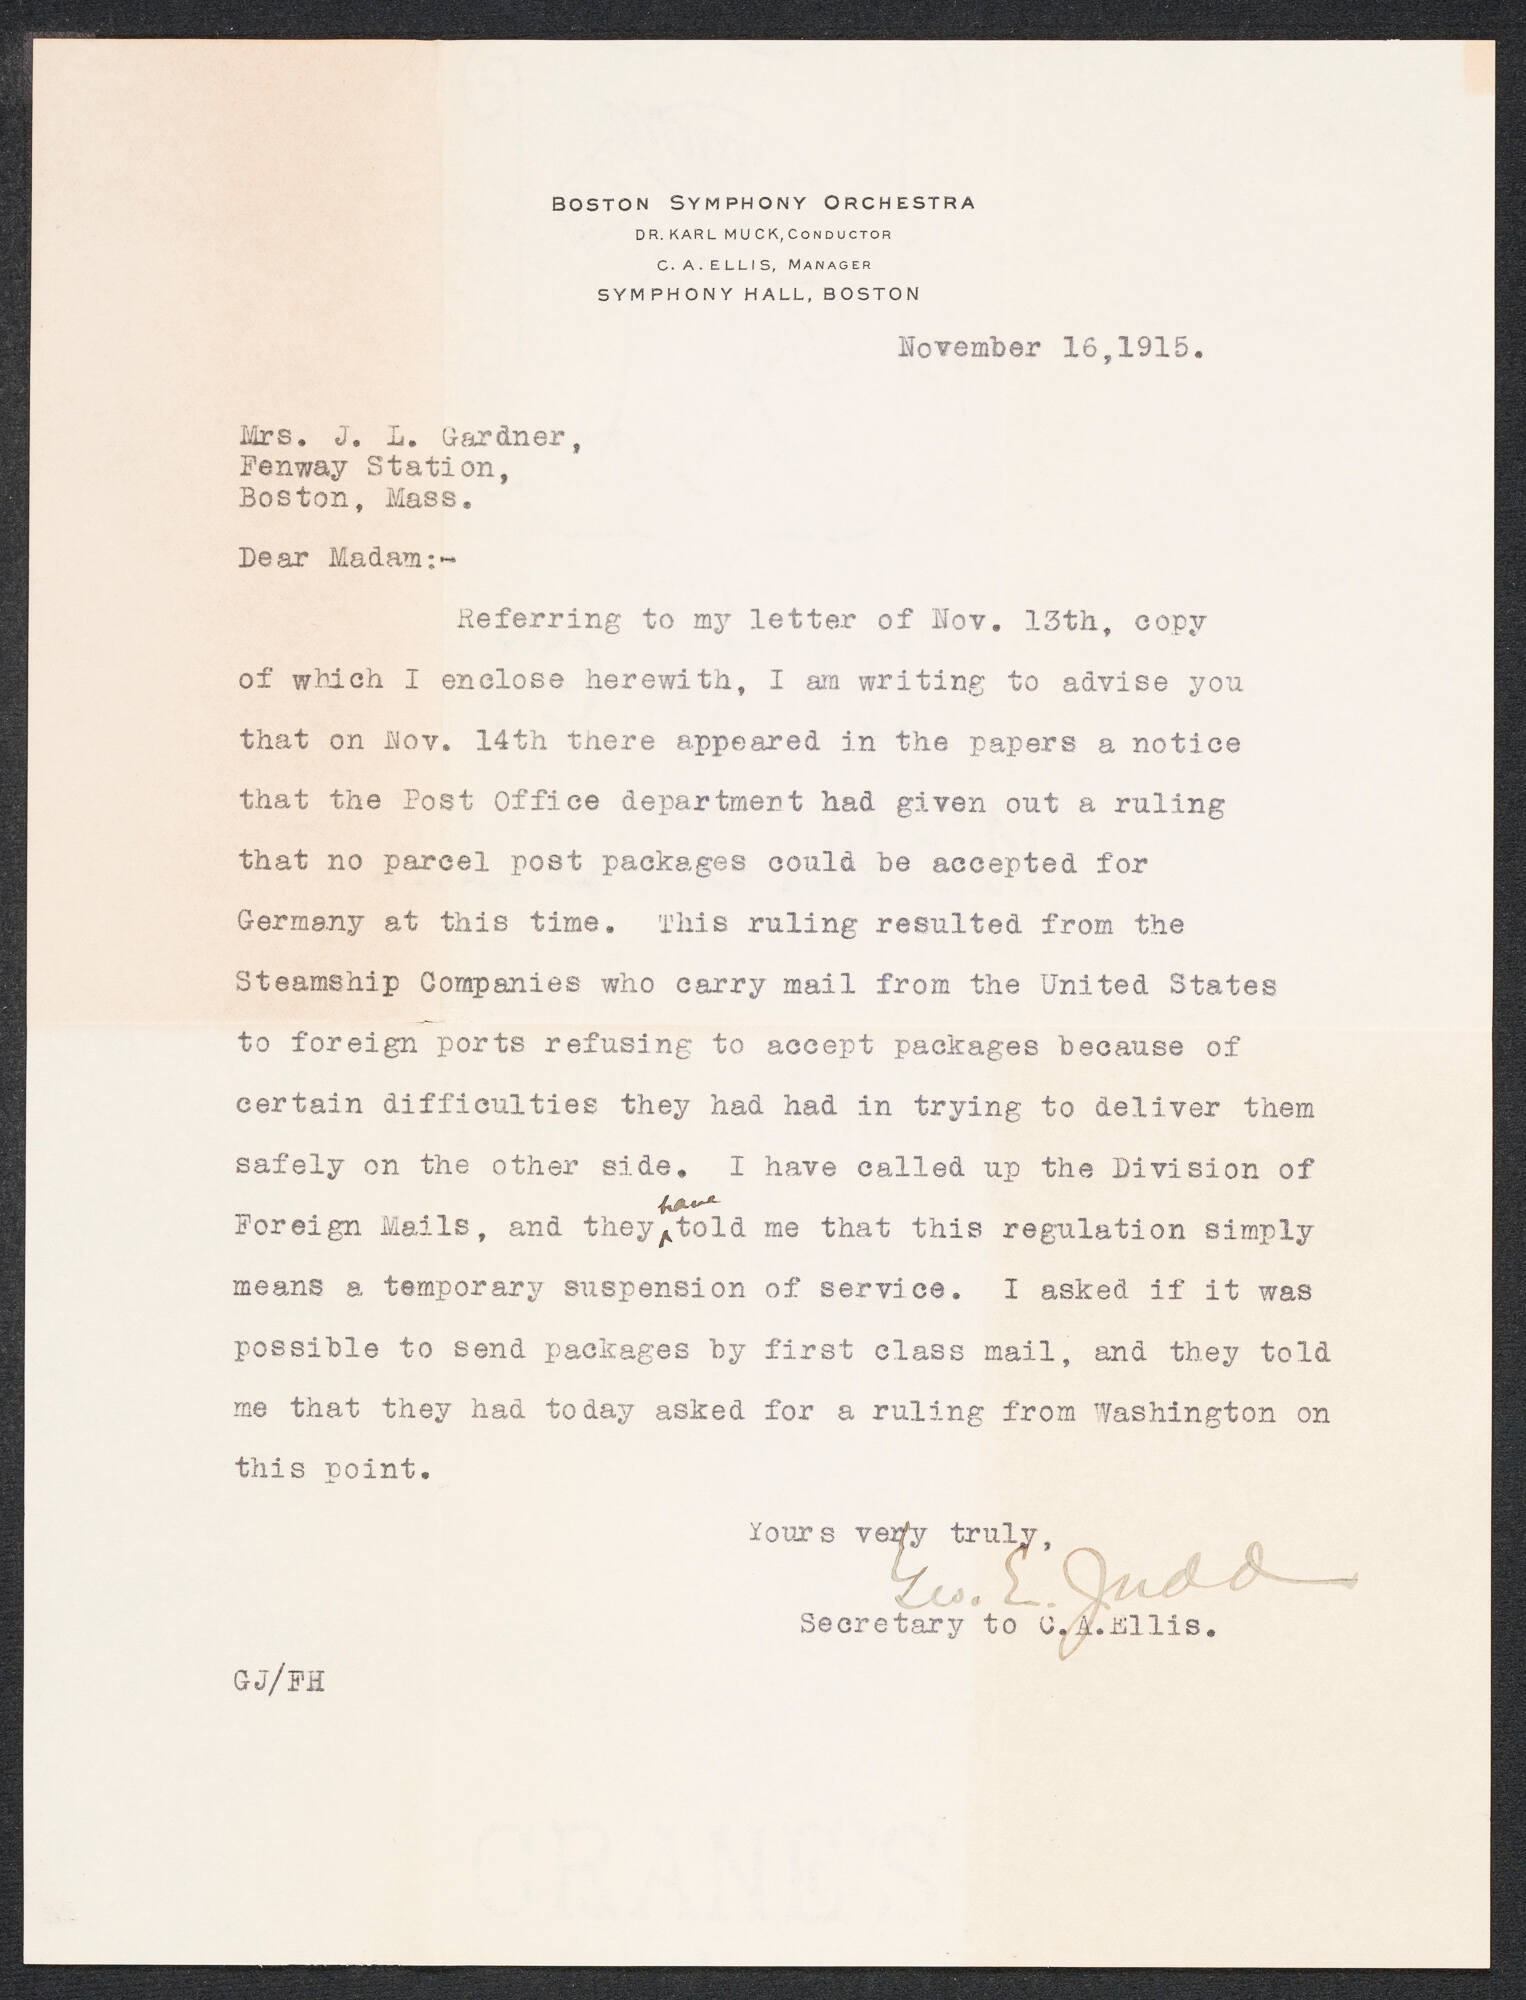 BOSTON SYMPHONY ORCHESTRA
DR. KARL MUCK, CONDUCTOR
C. A. ELLIS, MANAGER
SYMPHONY HALL, BOSTON
November 16,1915.
Mrs. J. L. Gardner,
Fenway Station,
Boston, Mass.
Dear Madam:-
Referring to my letter of Nov. 13th, copy
of which I enclose herewith, I am writing to advise you
that on Nov. 14th there appeared in the papers a notice
that the Post Office department had given out a ruling
that no parcel post packages could be accepted for
Germany at this time. This ruling resulted from the
Steamship Companies who carry mail from the United States
to foreign ports refusing to accept packages because of
certain difficulties they had had in trying to deliver them
safely on the other side. I have called up the Division of
Foreign Mails, and they have told me that this regulation simply
means a temporary suspension of service. I asked if it was
possible to send packages by first class mail, and they told
me that they had today asked for a ruling from Washington on
this point.
Yours very truly,
Geo. E. Judd
Secretary to C.A.Ellis.
GJ/FH
CRANE'S